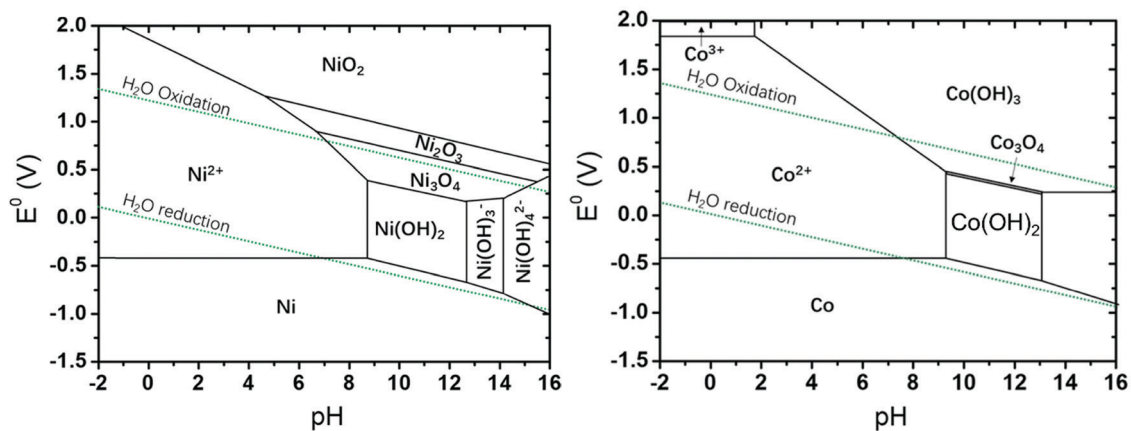 2.0
1.5
1.0
0.5
0.0
-0.5
-1.0
-1.5
E⁰ (V)
NiO₂
H₂O Oxidation
Ni₂O₃
Ni₃O₄
Ni²⁺
H₂O reduction
Ni(OH)₂
Ni(OH)₃⁻
Ni(OH)₄²⁻
Ni
-2 0 2 4 6 8 10 12 14 16
pH
2.0
1.5
1.0
0.5
0.0
-0.5
-1.0
-1.5
E⁰ (V)
Co³⁺
H₂O Oxidation
Co(OH)₃
Co₃O₄
Co²⁺
H₂O reduction
Co(OH)₂
Co
-2 0 2 4 6 8 10 12 14 16
pH